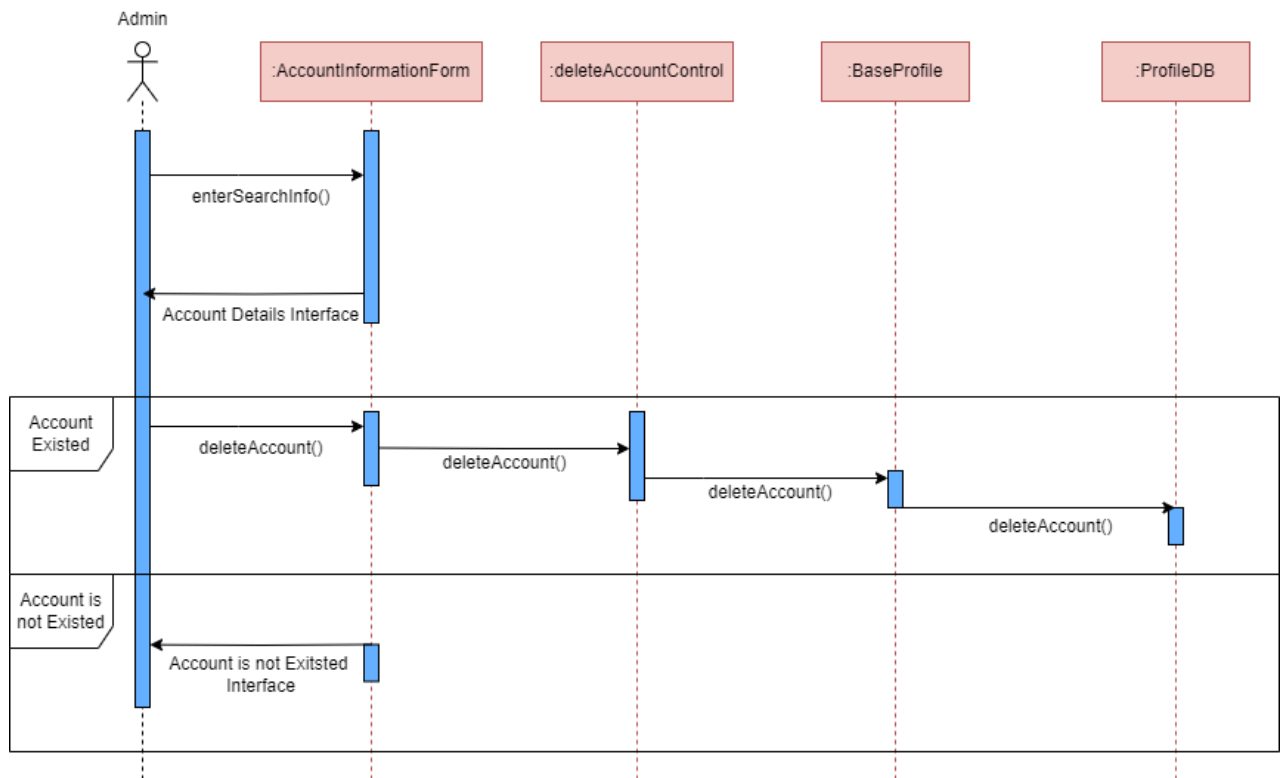 Admin
:AccountInformationForm
:deleteAccountControl
:BaseProfile
:ProfileDB
enterSearchInfo()
Account Details Interface
Account
Existed
deleteAccount()
deleteAccount()
deleteAccount()
deleteAccount()
Account is
not Existed
Account is not Exitsted
Interface